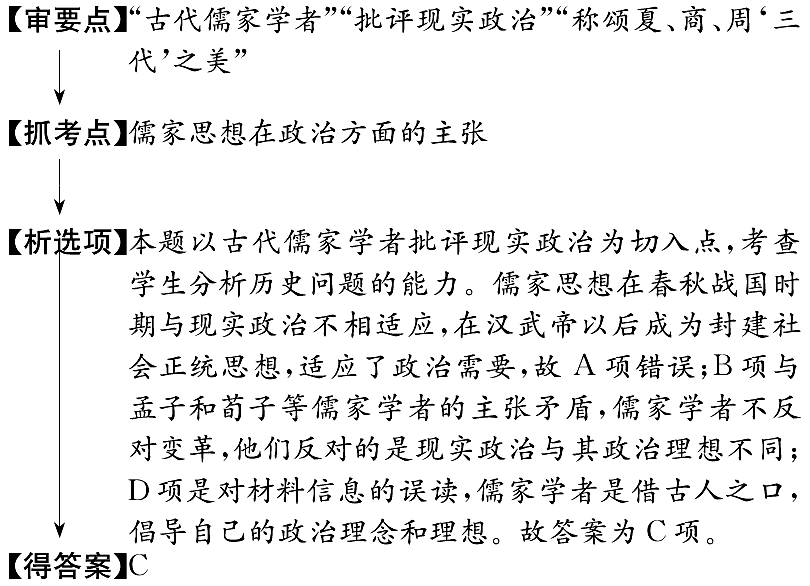 【审要点】“古代儒家学者”“批评现实政治”“称颂夏、商、周‘三
代’之美”
【抓考点】儒家思想在政治方面的主张
【析选项】本题以古代儒家学者批评现实政治为切入点,考查
学生分析历史问题的能力。儒家思想在春秋战国时
期与现实政治不相适应,在汉武帝以后成为封建社
会正统思想,适应了政治需要,故 A 项错误;B 项与
孟子和荀子等儒家学者的主张矛盾,儒家学者不反
对变革,他们反对的是现实政治与其政治理想不同;
D 项是对材料信息的误读,儒家学者是借古人之口,
倡导自己的政治理念和理想。故答案为 C 项。
【得答案】C